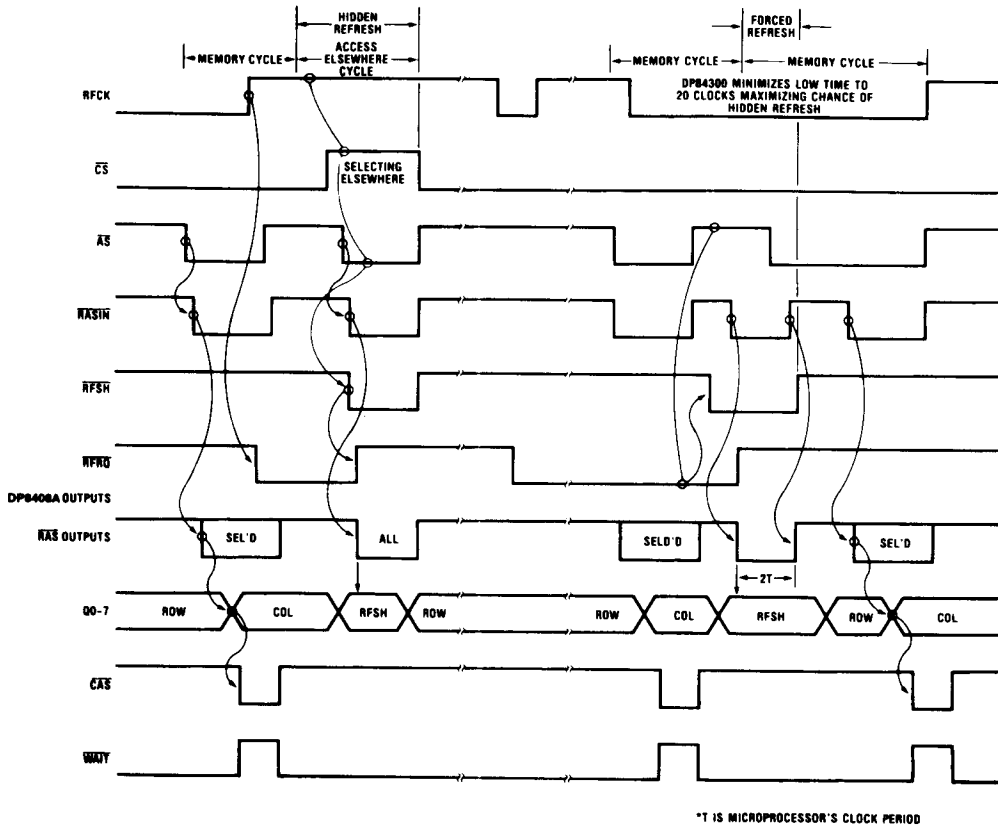 HIDDEN
REFRESH
FORCED
REFRESH
MEMORY CYCLE
ACCESS
ELSEWHERE
CYCLE
MEMORY CYCLE
MEMORY CYCLE
RFCK
DP84300 MINIMIZES LOW TIME TO
20 CLOCKS MAXIMIZING CHANCE OF
HIDDEN REFRESH
CS
SELECTING
ELSEWHERE
AS
RASIN
RFSH
RFRQ
DP8408A OUTPUTS
RAS OUTPUTS
SEL'D
ALL
SELD'D
SEL'D
2T
Q0-7
ROW
COL
RFSH
ROW
ROW
COL
RFSH
ROW
COL
CAS
WAIT
*T IS MICROPROCESSOR'S CLOCK PERIOD